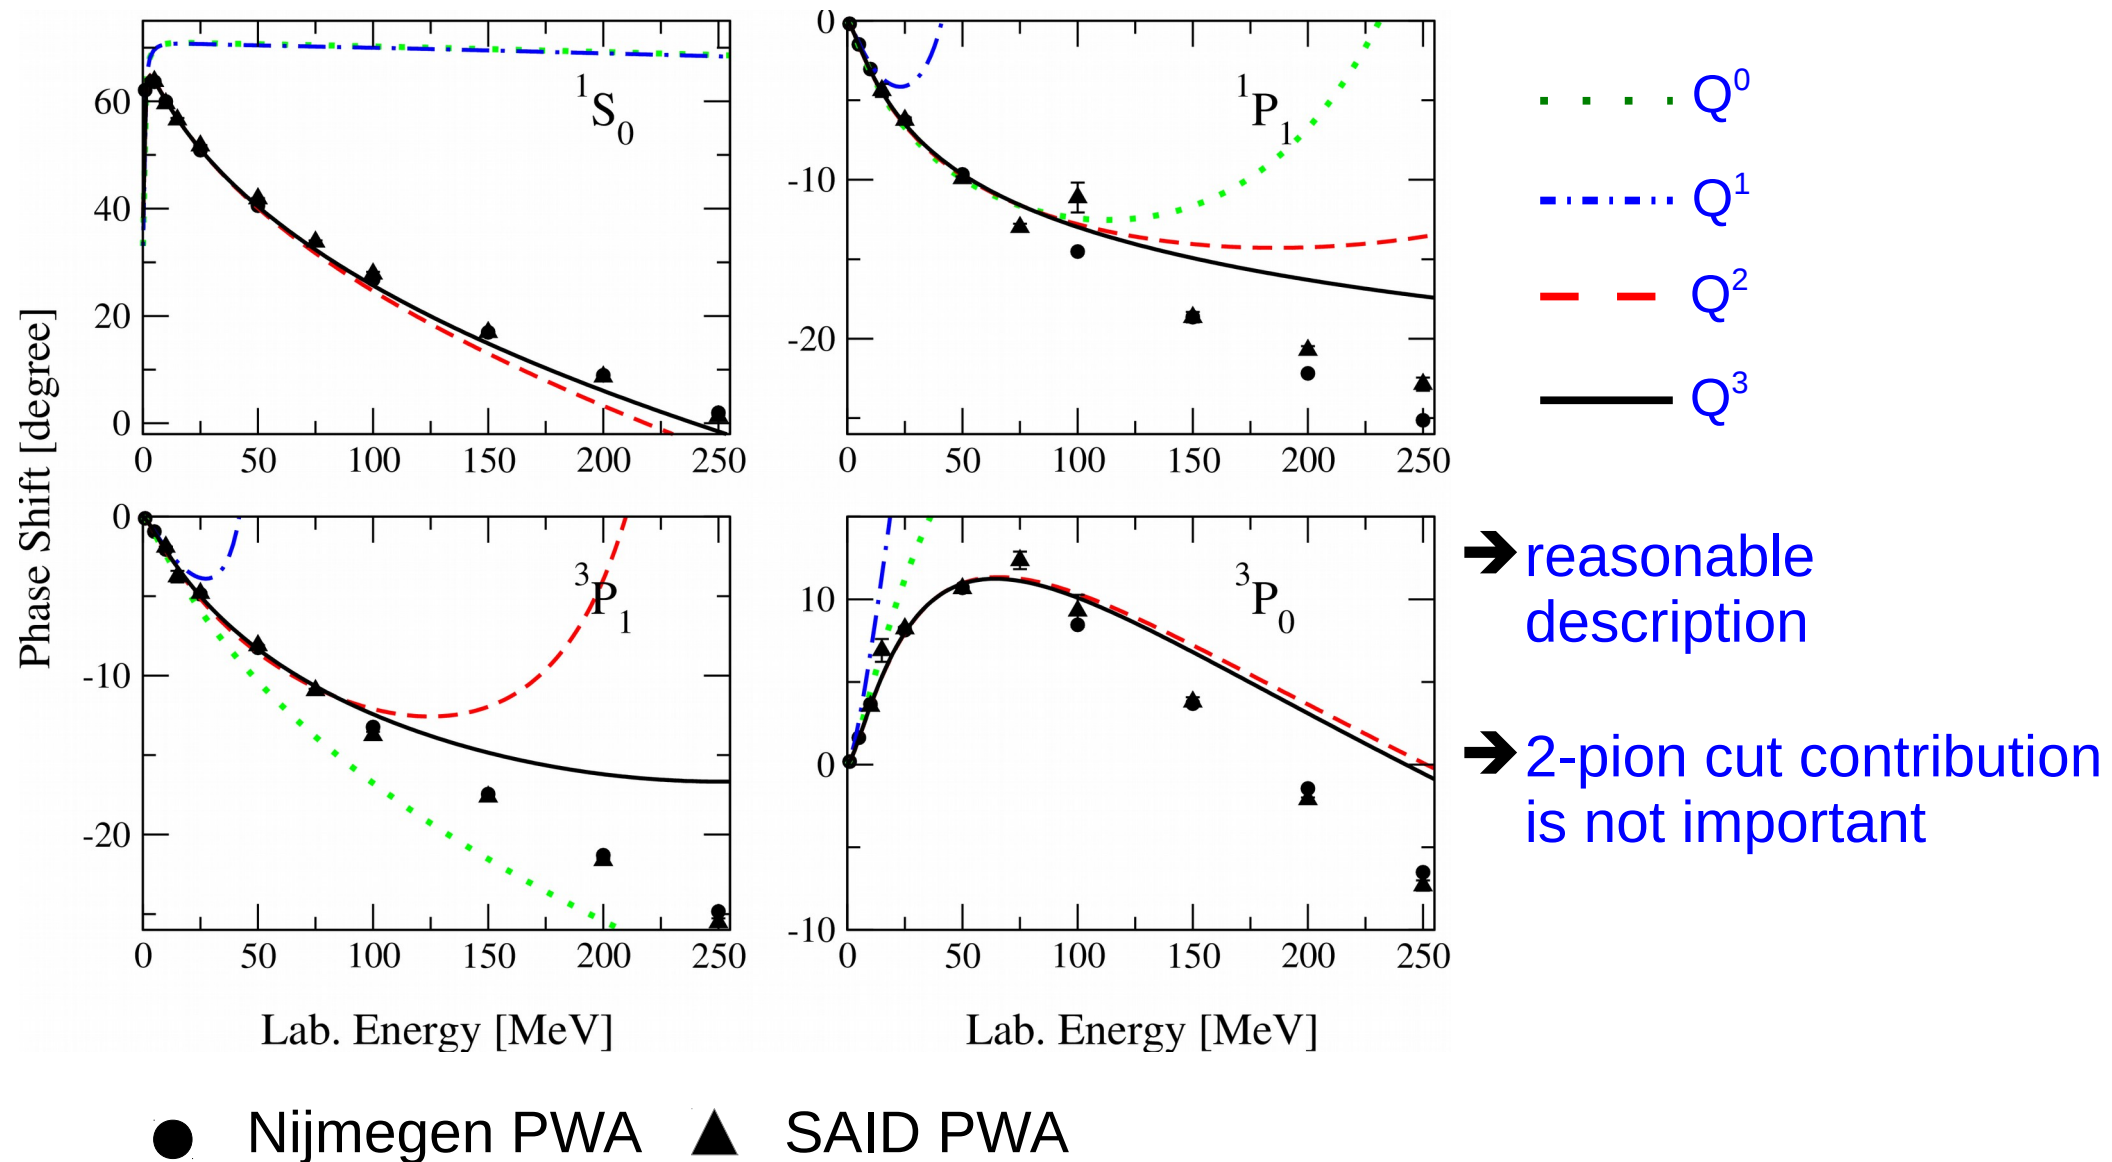 Phase Shift [degree]
60
40
20
0
0 50 100 150 200 250
¹S₀
0
-10
-20
0 50 100 150 200 250
¹P₁
0
-10
-20
0 50 100 150 200 250
³P₁
10
0
-10
0 50 100 150 200 250
³P₀
Lab. Energy [MeV]
Lab. Energy [MeV]
Q⁰
Q¹
Q²
Q³
➔ reasonable
description
➔ 2-pion cut contribution
is not important
● Nijmegen PWA ▲ SAID PWA